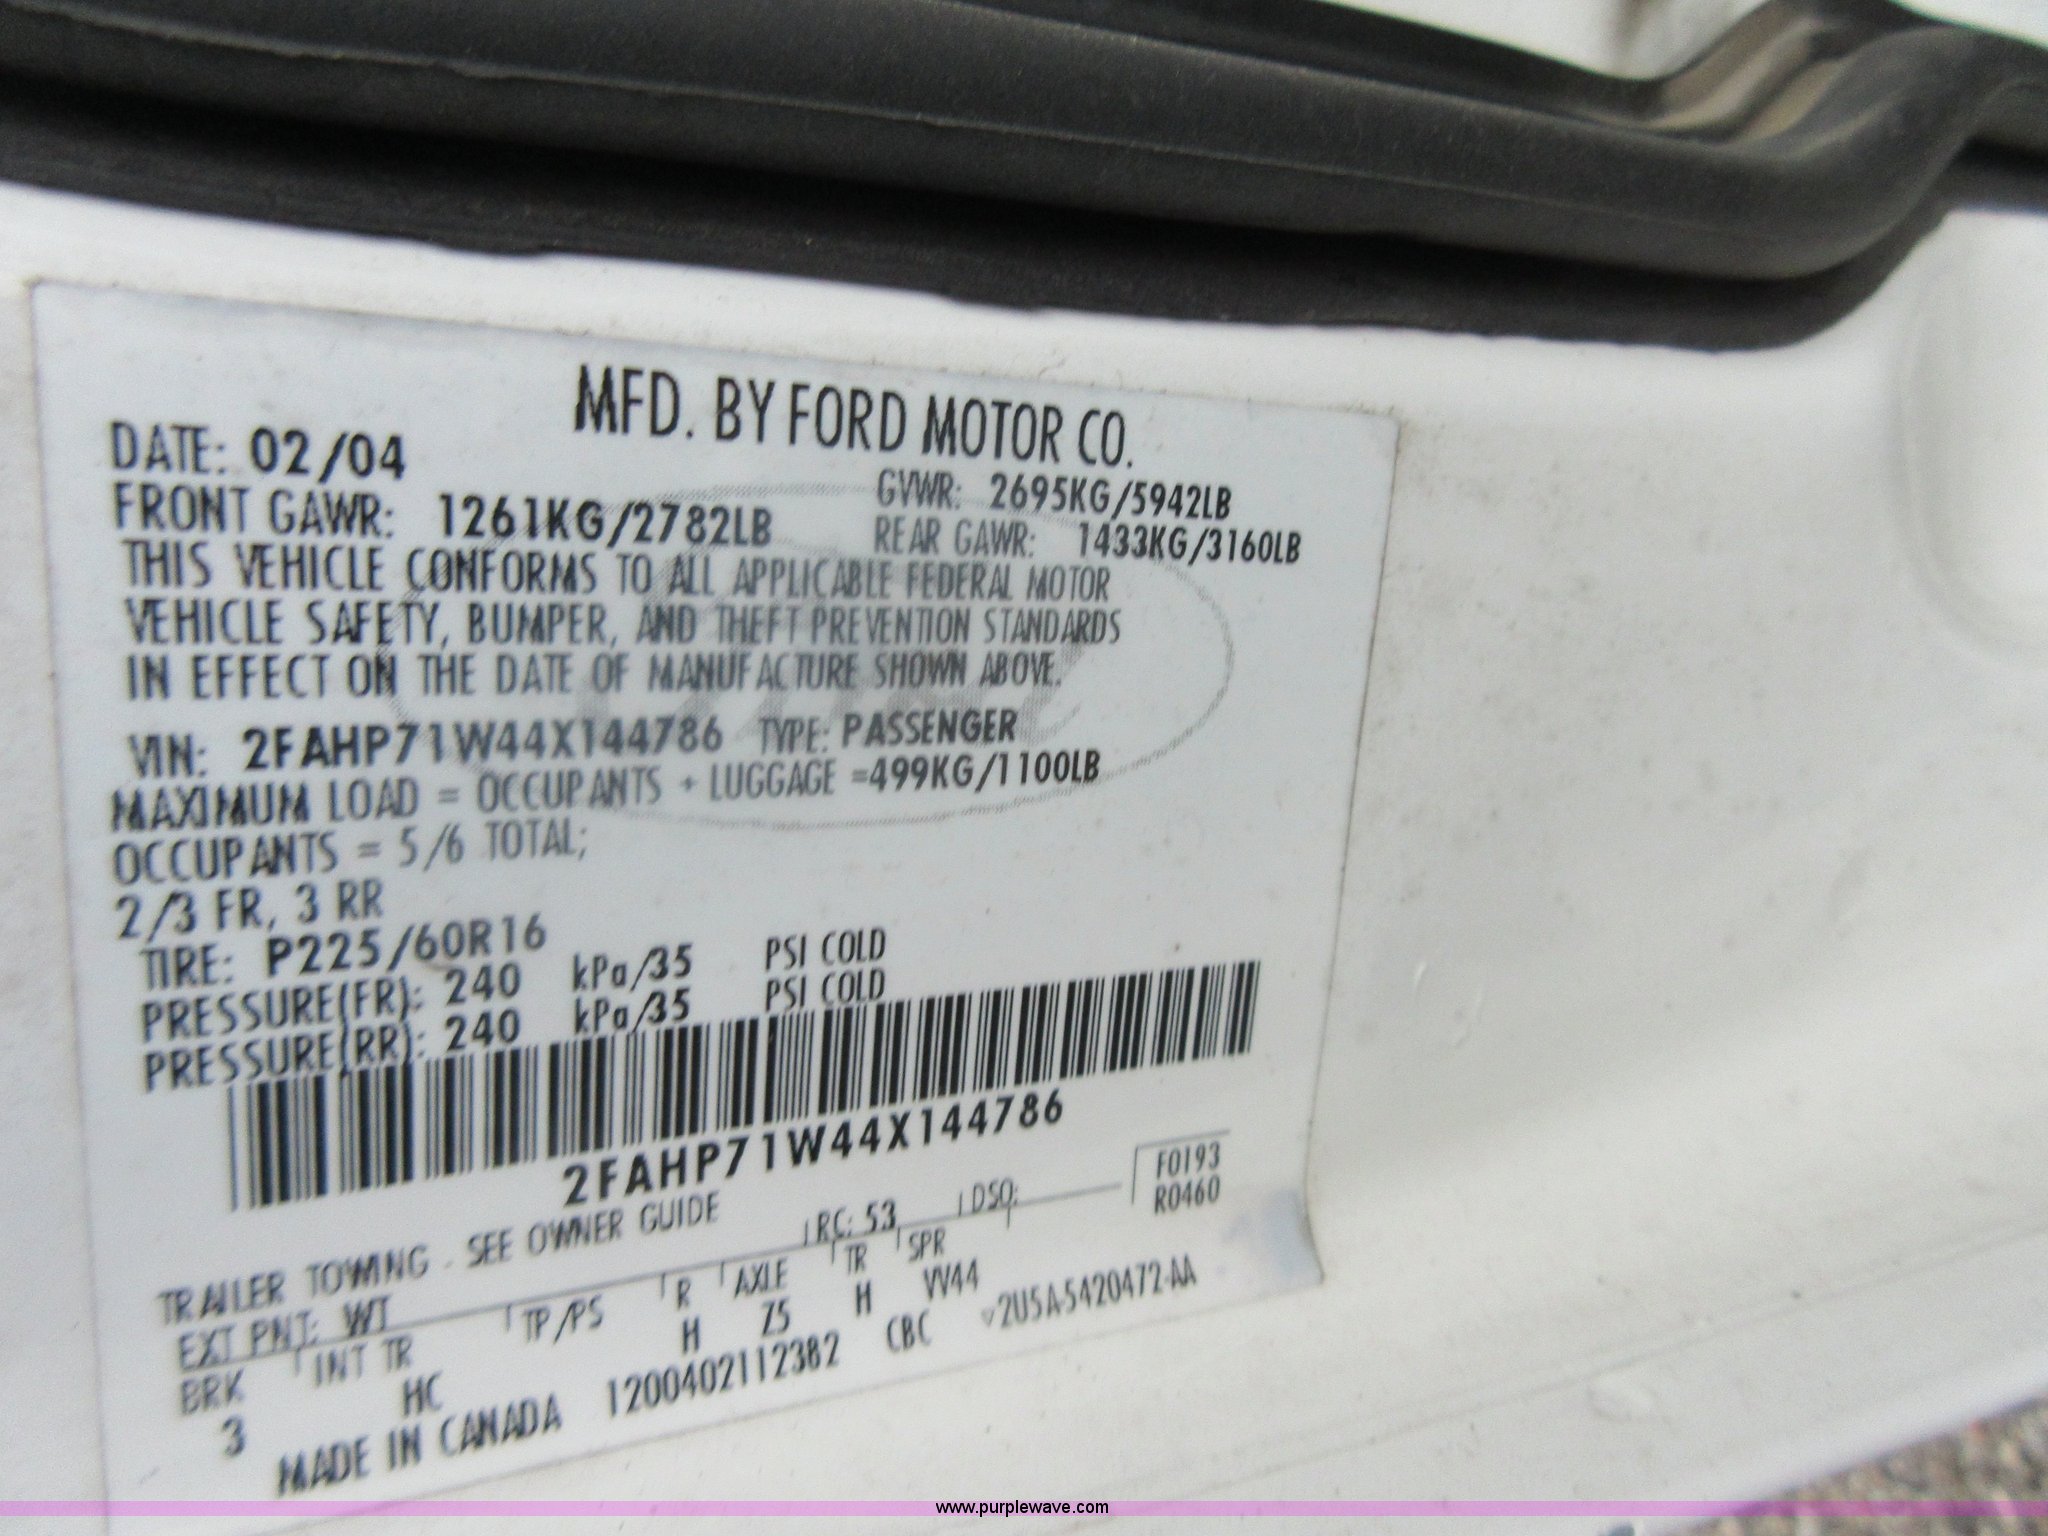 MFD. BY FORD MOTOR CO.
DATE: 02/04
GVWR: 2695KG/5942LB
FRONT GAWR: 1261KG/2782LB
REAR GAWR: 1433KG/3160LB
THIS VEHICLE CONFORMS TO ALL APPLICABLE FEDERAL MOTOR
VEHICLE SAFETY, BUMPER, AND THEFT PREVENTION STANDARDS
IN EFFECT ON THE DATE OF MANUFACTURE SHOWN ABOVE.
VIN: 2FAHP71W44X144786 TYPE: PASSENGER
MAXIMUM LOAD = OCCUPANTS + LUGGAGE =499KG/1100LB
OCCUPANTS = 5/6 TOTAL;
2/3 FR, 3 RR
TIRE: P225/60R16
PRESSURE(FR): 240 kPa/35 PSI COLD
PRESSURE(RR): 240 kPa/35 PSI COLD
2FAHP71W44X144786
TRAILER TOWING - SEE OWNER GUIDE
F0193
R0460
EXT PNT: WT RC: 53 DSO:
BRK INT TR TP/PS R AXLE TR SPR
3 HC H Z5 H VV44
MADE IN CANADA 1200402112382 CBC 2U5A-5420472-AA
www.purplewave.com